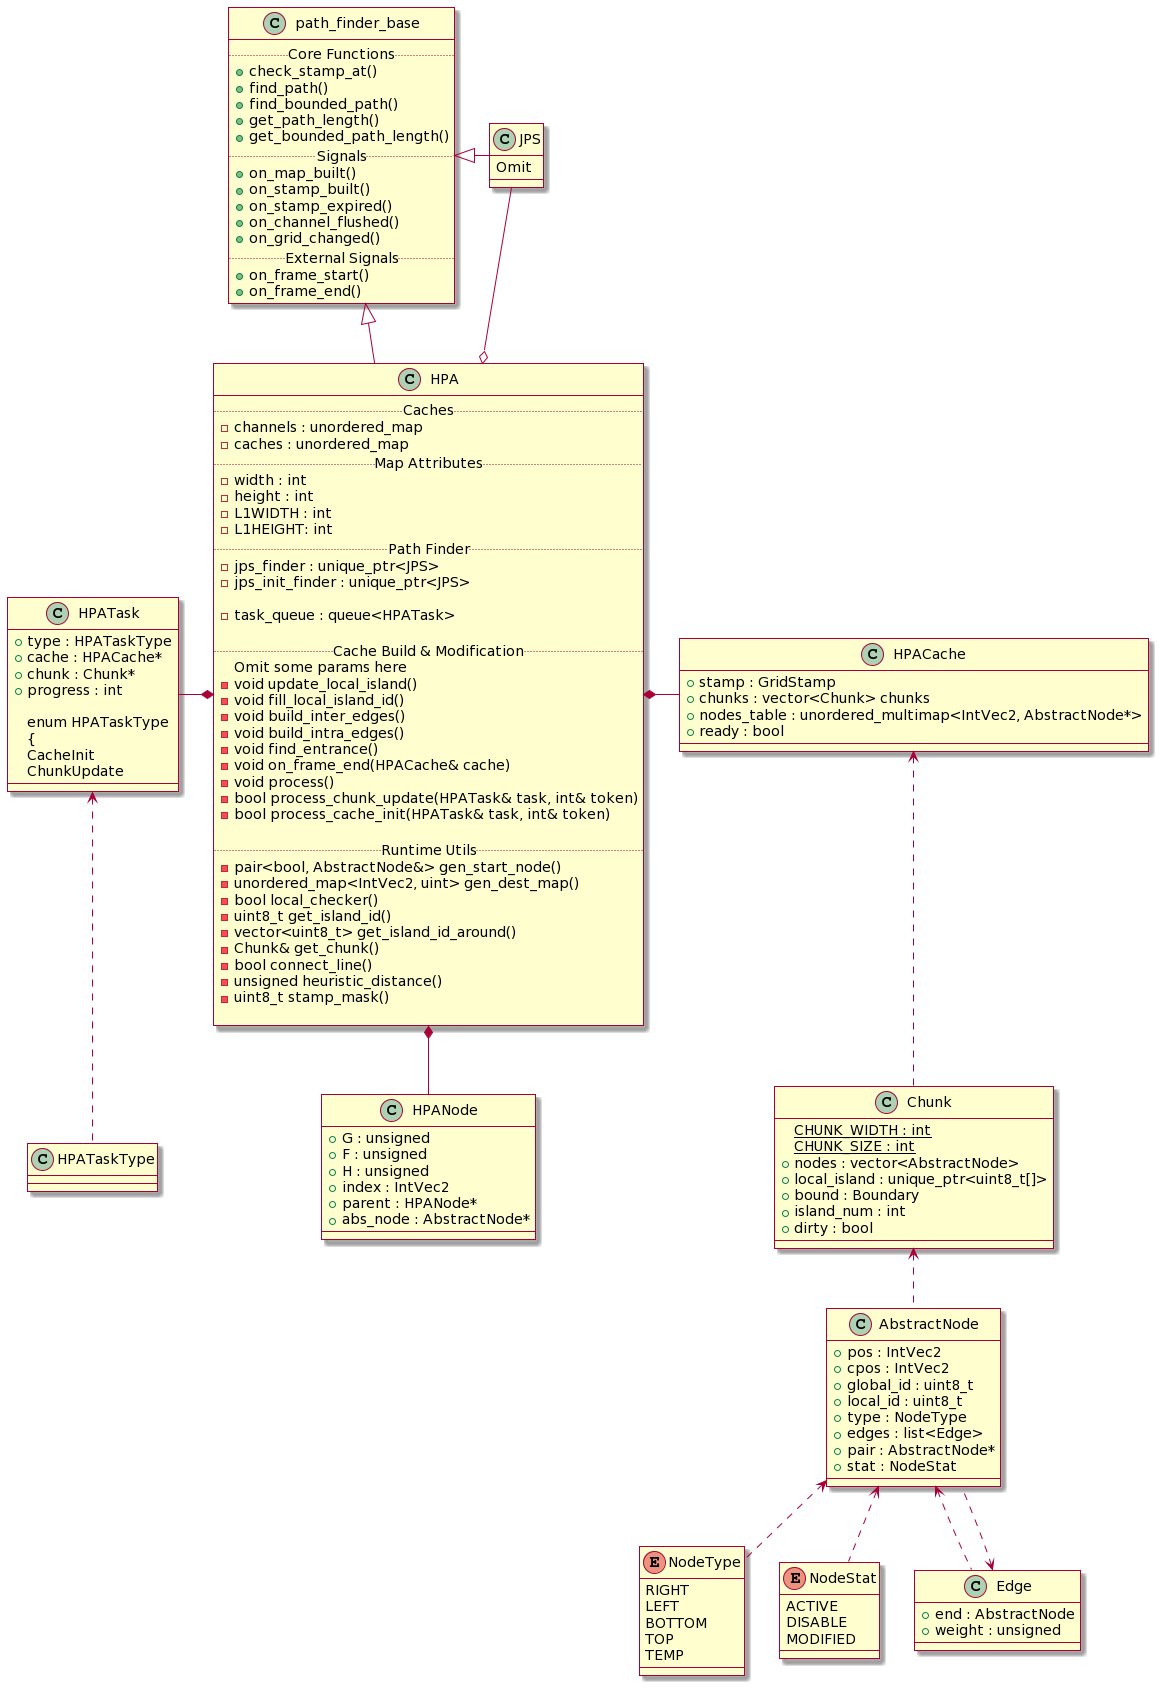 C path_finder_base
Core Functions
check_stamp_at()
find_path()
find_bounded_path()
get_path_length()
get_bounded_path_length()
Signals
on_map_built()
on_stamp_built()
on_stamp_expired()
on_channel_flushed()
on_grid_changed()
External Signals
on_frame_start()
on_frame_end()
C JPS
Omit
C HPA
Caches
channels : unordered_map
caches : unordered_map
Map Attributes
width : int
height : int
L1WIDTH : int
L1HEIGHT: int
Path Finder
jps_finder : unique_ptr<JPS>
jps_init_finder : unique_ptr<JPS>
task_queue : queue<HPATask>
Cache Build & Modification
Omit some params here
void update_local_island()
void fill_local_island_id()
void build_inter_edges()
void build_intra_edges()
void find_entrance()
void on_frame_end(HPACache& cache)
void process()
bool process_chunk_update(HPATask& task, int& token)
bool process_cache_init(HPATask& task, int& token)
Runtime Utils
pair<bool, AbstractNode&> gen_start_node()
unordered_map<IntVec2, uint> gen_dest_map()
bool local_checker()
uint8_t get_island_id()
vector<uint8_t> get_island_id_around()
Chunk& get_chunk()
bool connect_line()
unsigned heuristic_distance()
uint8_t stamp_mask()
C HPATask
type : HPATaskType
cache : HPACache*
chunk : Chunk*
progress : int
enum HPATaskType
{
CacheInit
ChunkUpdate
C HPACache
stamp : GridStamp
chunks : vector<Chunk> chunks
nodes_table : unordered_multimap<IntVec2, AbstractNode*>
ready : bool
C HPATaskType
C HPANode
G : unsigned
F : unsigned
H : unsigned
index : IntVec2
parent : HPANode*
abs_node : AbstractNode*
C Chunk
CHUNK_WIDTH : int
CHUNK_SIZE : int
nodes : vector<AbstractNode>
local_island : unique_ptr<uint8_t[]>
bound : Boundary
island_num : int
dirty : bool
C AbstractNode
pos : IntVec2
cpos : IntVec2
global_id : uint8_t
local_id : uint8_t
type : NodeType
edges : list<Edge>
pair : AbstractNode*
stat : NodeStat
E NodeType
RIGHT
LEFT
BOTTOM
TOP
TEMP
E NodeStat
ACTIVE
DISABLE
MODIFIED
C Edge
end : AbstractNode
weight : unsigned